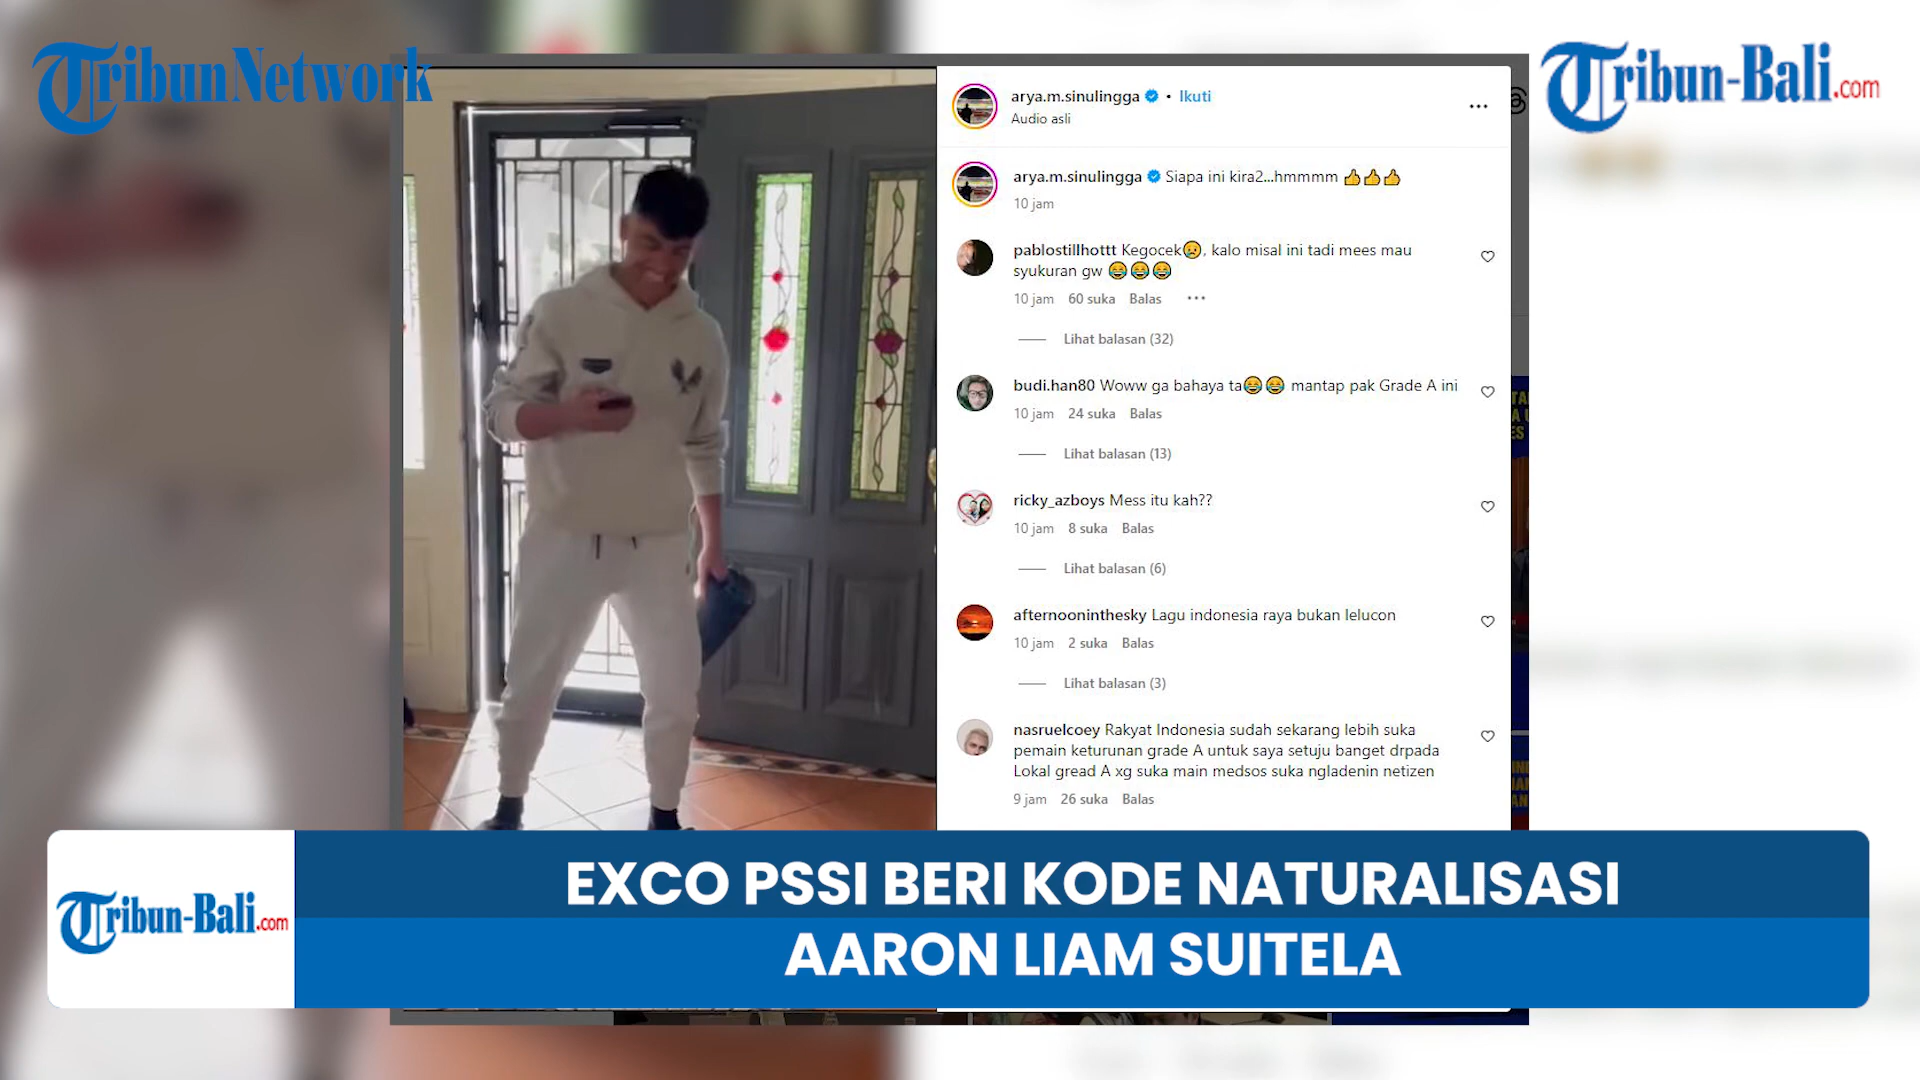 Tribun Network
Tribun-Bali.com
arya.m.sinulingga • Ikuti
Audio asli
arya.m.sinulingga Siapa ini kira2...hmmmm 👍👍👍
10 jam
pablostillhottt Kegocek😥, kalo misal ini tadi mees mau
syukuran gw 😂😂😂
10 jam 60 suka Balas
Lihat balasan (32)
budi.han80 Woww ga bahaya ta😂😂 mantap pak Grade A ini
10 jam 24 suka Balas
Lihat balasan (13)
ricky_azboys Mess itu kah??
10 jam 8 suka Balas
Lihat balasan (6)
afternooninthesky Lagu indonesia raya bukan lelucon
10 jam 2 suka Balas
Lihat balasan (3)
nasruelcoey Rakyat Indonesia sudah sekarang lebih suka
pemain keturunan grade A untuk saya setuju banget drpada
Lokal gread A xg suka main medsos suka ngladenin netizen
9 jam 26 suka Balas
Tribun-Bali.com
EXCO PSSI BERI KODE NATURALISASI
AARON LIAM SUITELA